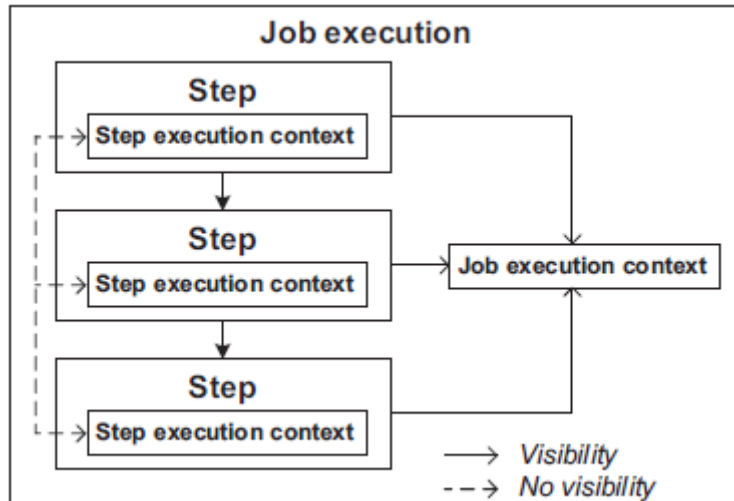 Job execution
Step
Step execution context
Step
Step execution context
Job execution context
Step
Step execution context
Visibility
No visibility